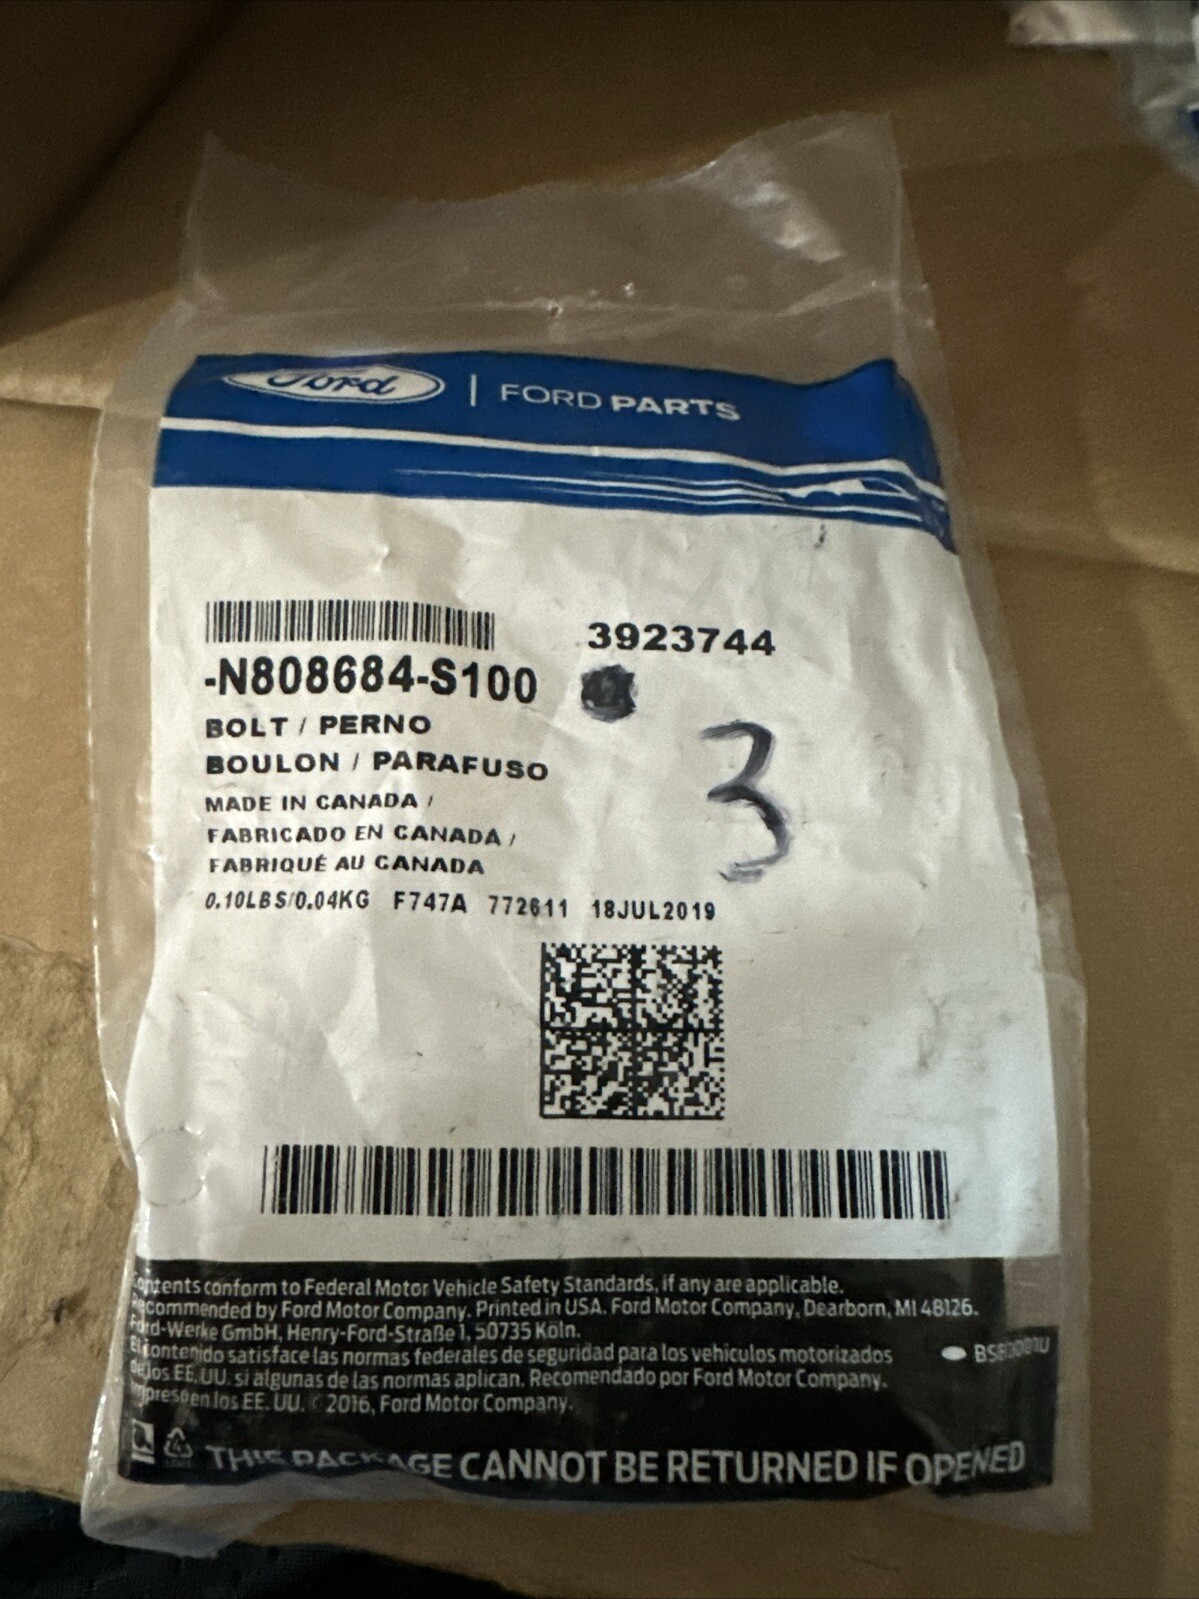 Ford | FORD PARTS
3923744
-N808684-S100
BOLT / PERNO
BOULON / PARAFUSO
3
MADE IN CANADA /
FABRICADO EN CANADA /
FABRIQUÉ AU CANADA
0.10LBS/0.04KG F747A 772611 18JUL2019
Contents conform to Federal Motor Vehicle Safety Standards, if any are applicable.
Recommended by Ford Motor Company. Printed in USA. Ford Motor Company, Dearborn, MI 48126.
Ford-Werke GmbH, Henry-Ford-Straße 1, 50735 Köln.
El contenido satisface las normas federales de seguridad para los vehiculos motorizados
de los EE. UU. si algunas de las normas aplican. Recomendado por Ford Motor Company.
Impreso en los EE. UU. © 2016, Ford Motor Company.
THIS PACKAGE CANNOT BE RETURNED IF OPENED